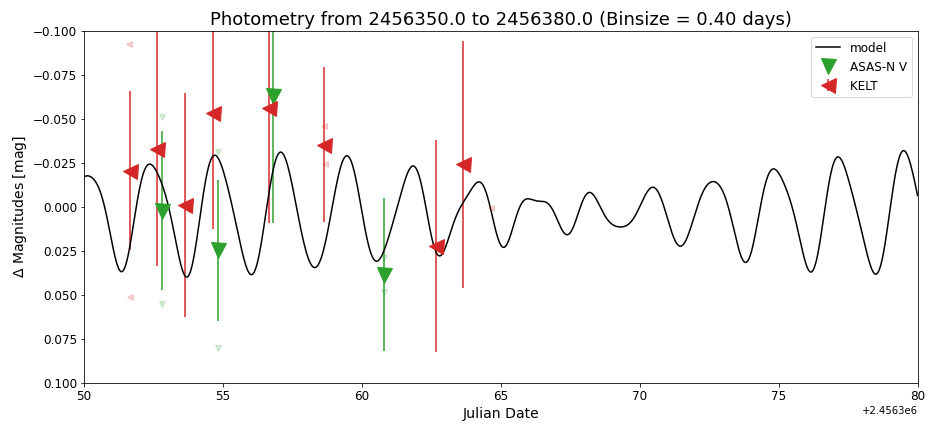 Photometry from 2456350.0 to 2456380.0 (Binsize = 0.40 days)
model
ASAS-N V
KELT
Δ Magnitudes [mag]
−0.100
−0.075
−0.050
−0.025
0.000
0.025
0.050
0.075
0.100
50 55 60 65 70 75 80
Julian Date
+2.4563e6